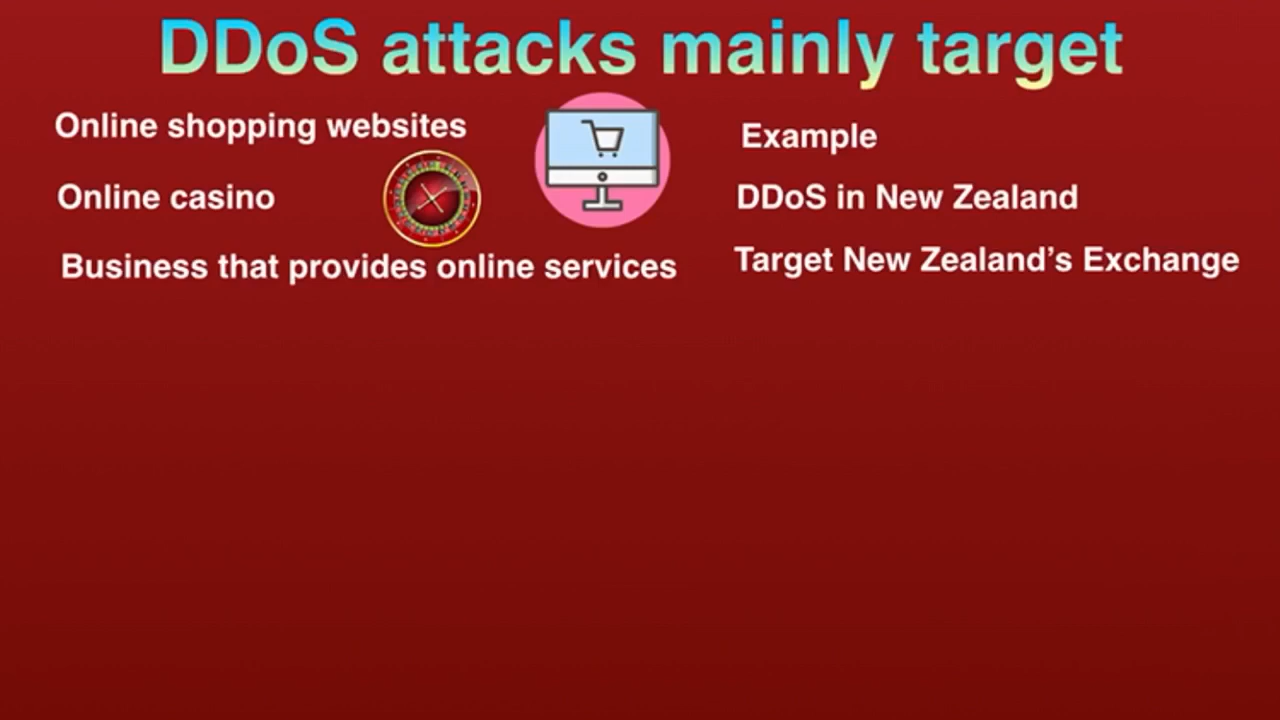 DDoS attacks mainly target
Online shopping websites
Online casino
Business that provides online services
Example
DDoS in New Zealand
Target New Zealand’s Exchange